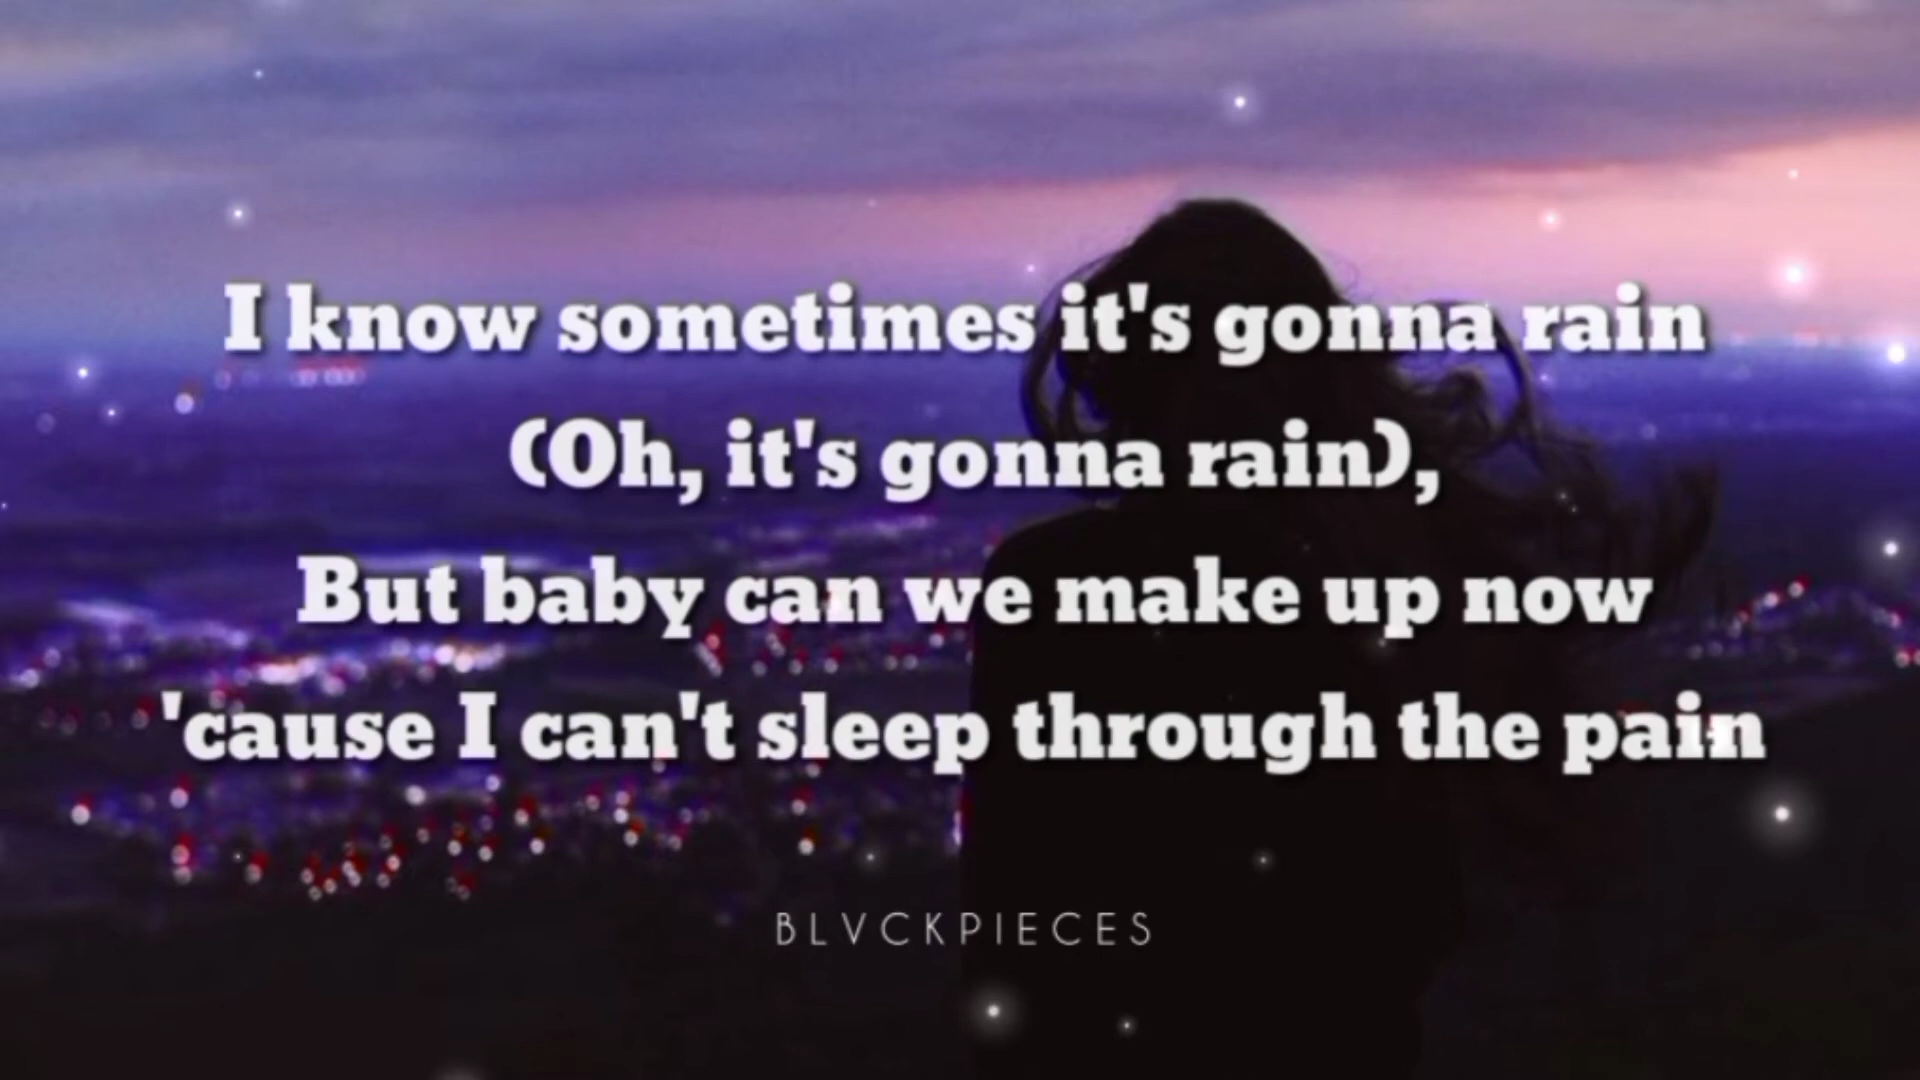 I know sometimes it's gonna rain
(Oh, it's gonna rain),
But baby can we make up now
'cause I can't sleep through the pain
BLVCKPIECES